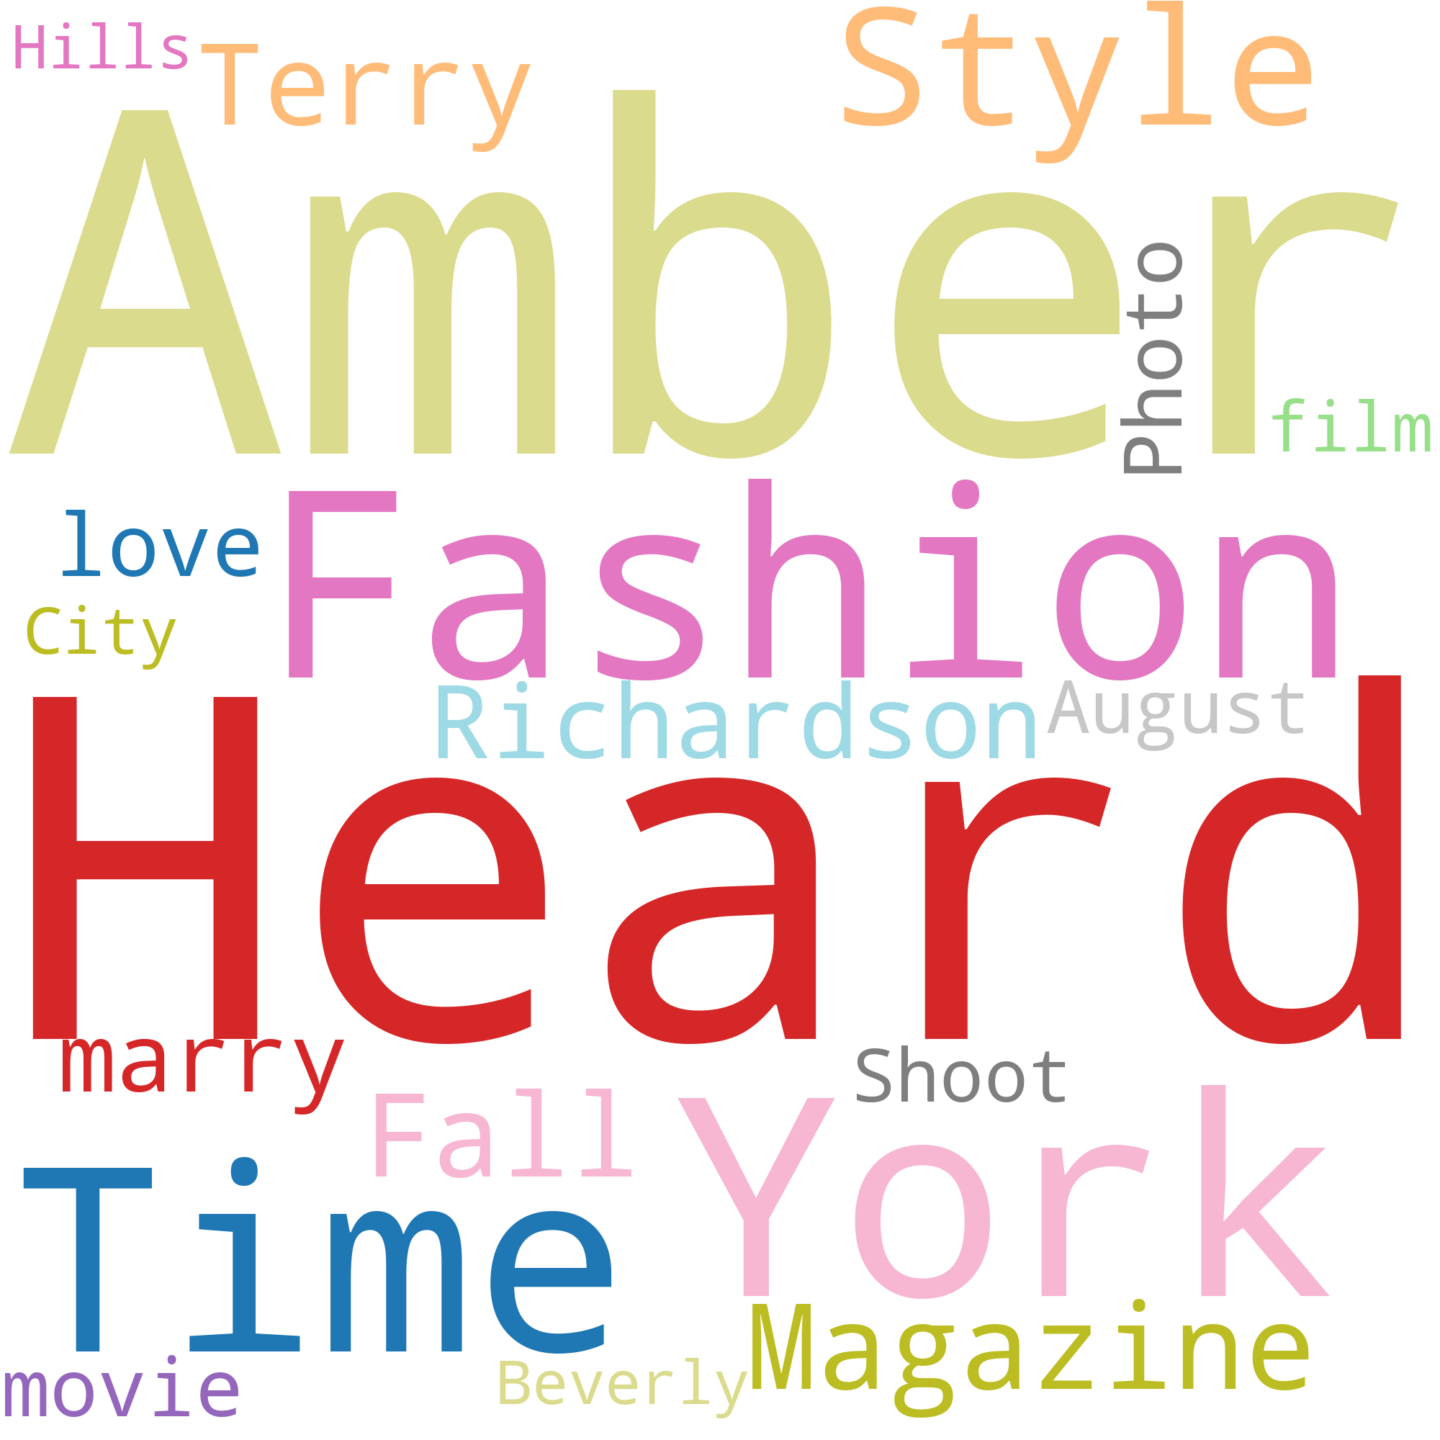 Hills
Terry
Style
Amber
Photo
film
love
Fashion
City
Richardson
August
Heard
marry
Shoot
Fall
York
Time
Magazine
movie
Beverly